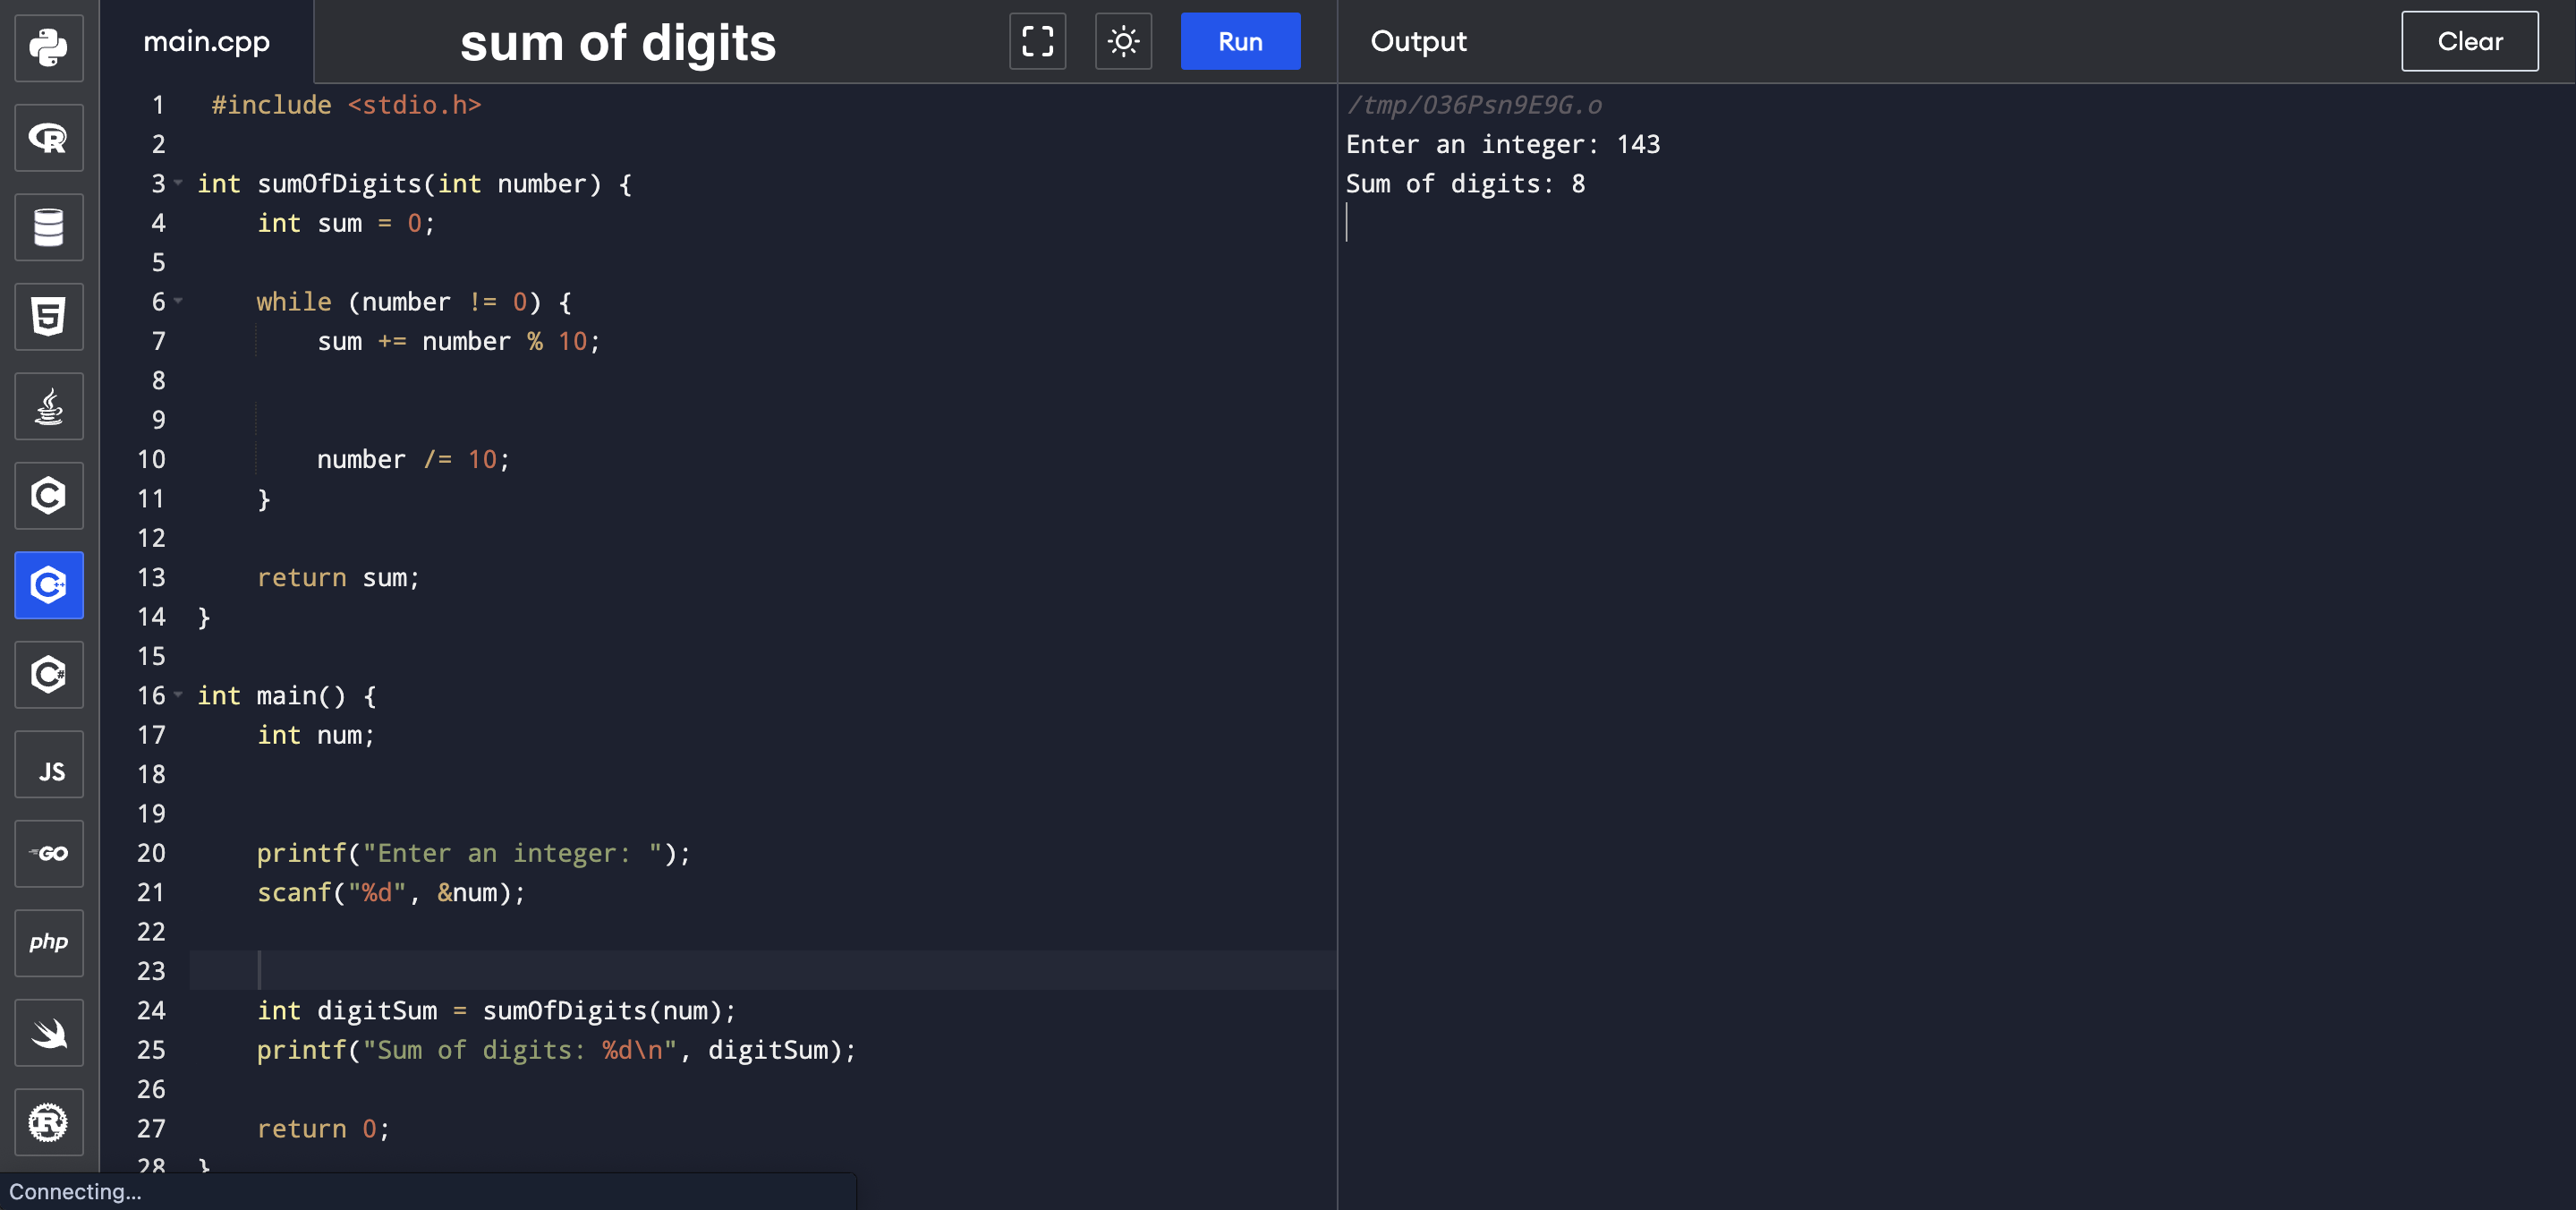 main.cpp
sum of digits
Run
Output
Clear
1 #include <stdio.h>
2
3 int sumOfDigits(int number) {
4     int sum = 0;
5
6     while (number != 0) {
7         sum += number % 10;
8
9
10         number /= 10;
11     }
12
13     return sum;
14 }
15
16 int main() {
17     int num;
18
19
20     printf("Enter an integer: ");
21     scanf("%d", &num);
22
23
24     int digitSum = sumOfDigits(num);
25     printf("Sum of digits: %d\n", digitSum);
26
27     return 0;
28 }
/tmp/O36Psn9E9G.o
Enter an integer: 143
Sum of digits: 8
R
5
C
C++
C#
JS
GO
php
R
Connecting...